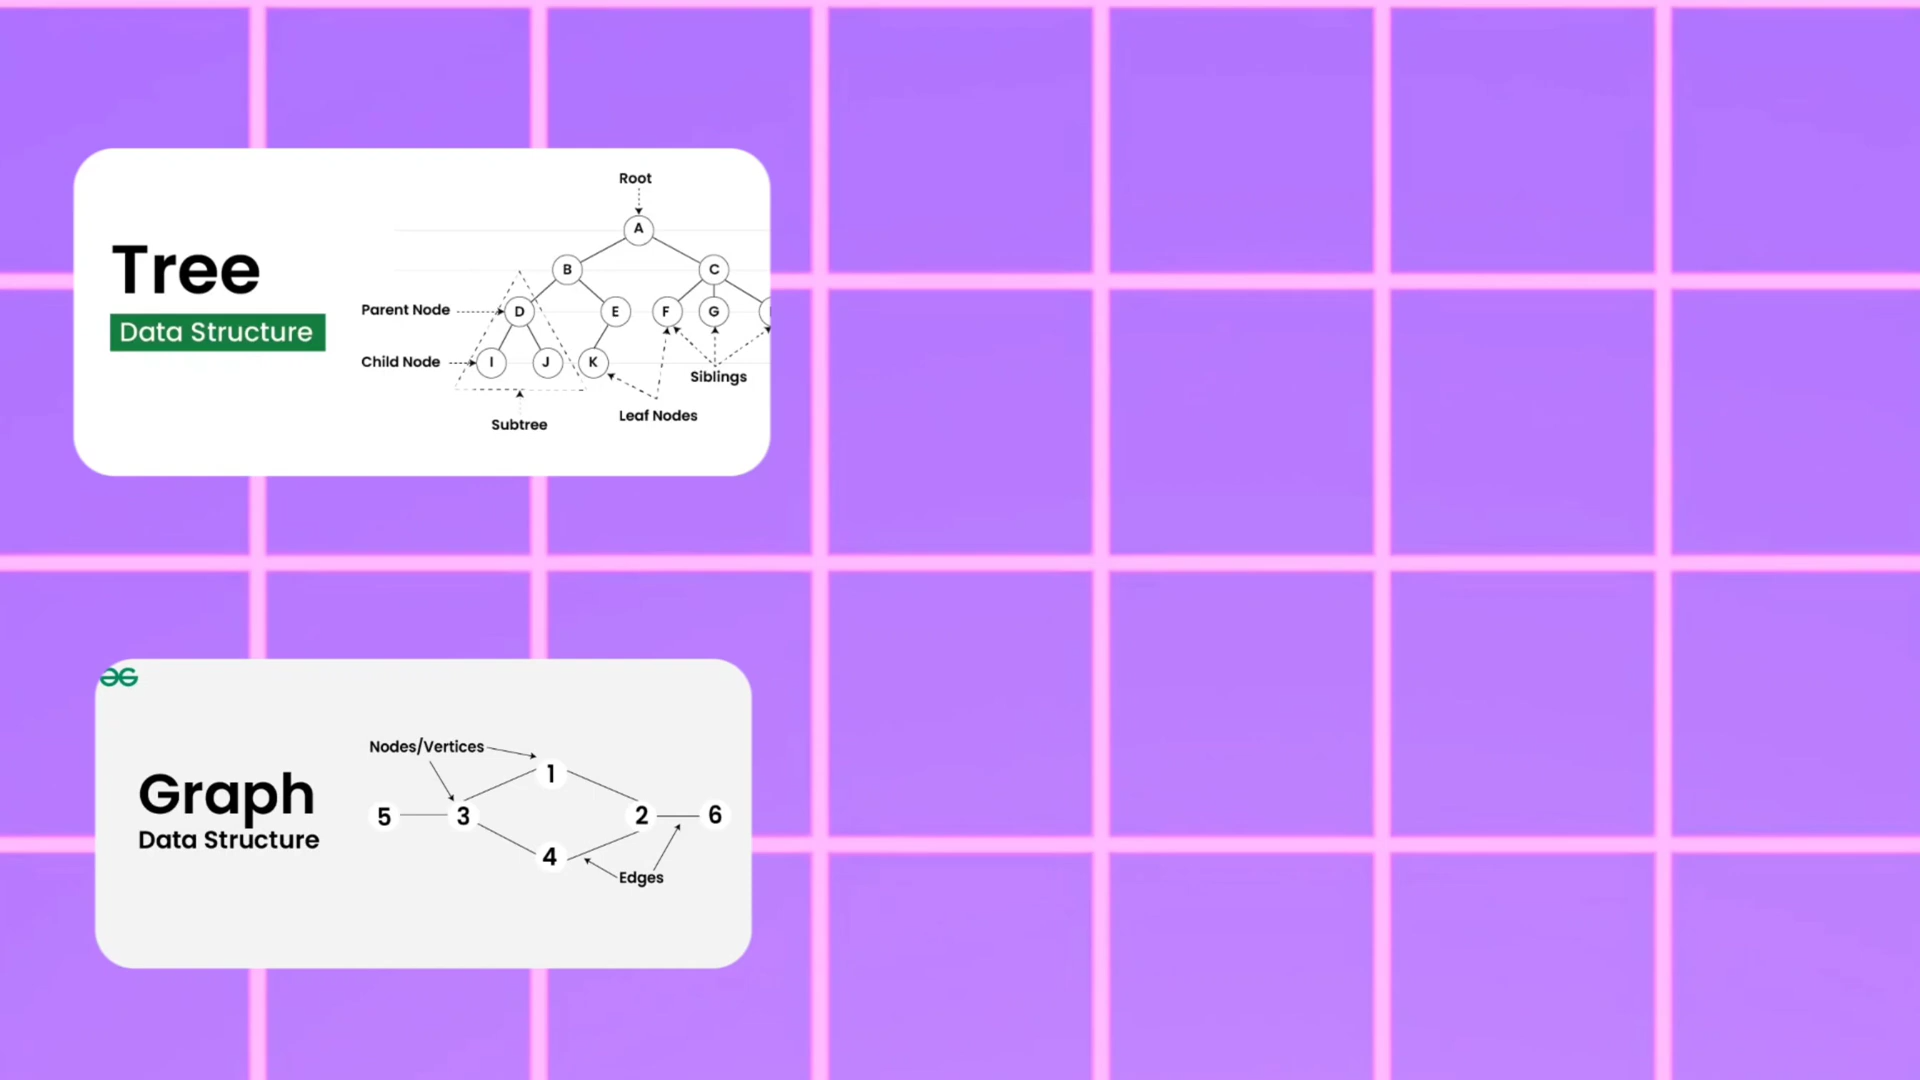 Root
A
Tree
B
C
Data Structure
Parent Node
D
E
F
G
Child Node
I
J
K
Siblings
Leaf Nodes
Subtree
Nodes/Vertices
1
Graph
5
3
2
6
Data Structure
4
Edges